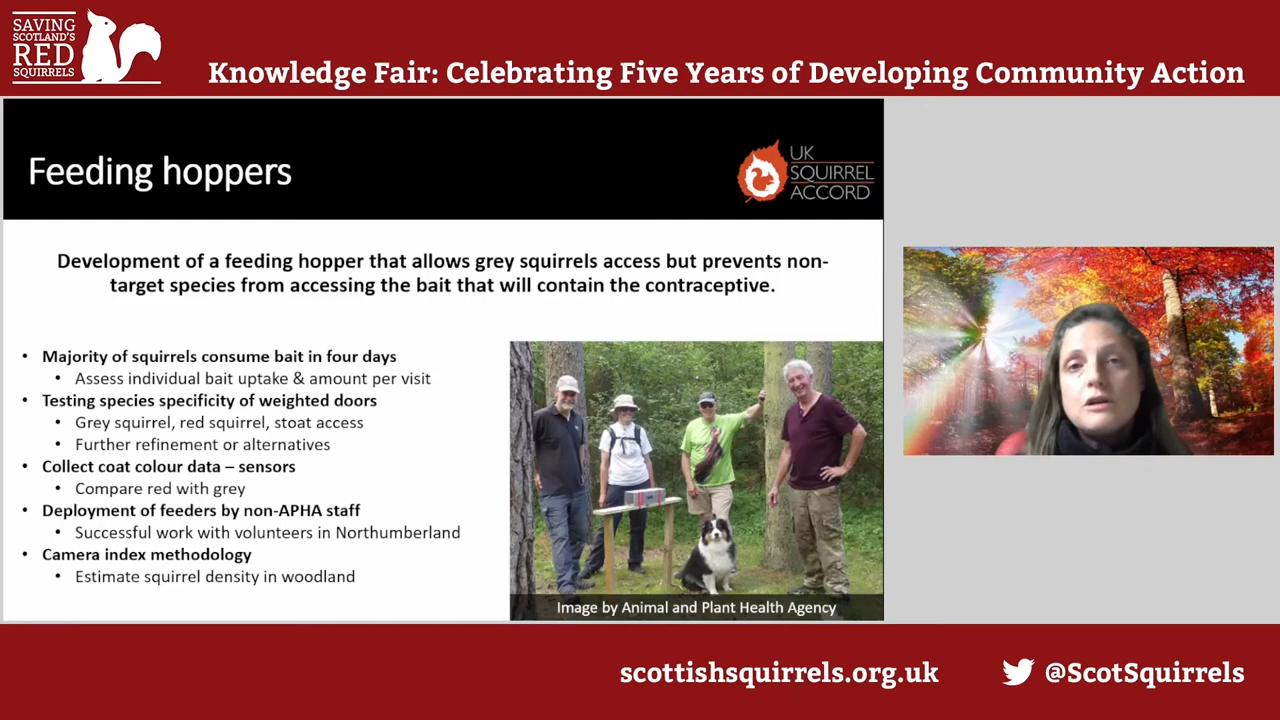 SAVING
SCOTLAND'S
RED
SQUIRRELS
Knowledge Fair: Celebrating Five Years of Developing Community Action
Feeding hoppers
UK
SQUIRREL
ACCORD
Development of a feeding hopper that allows grey squirrels access but prevents non-
target species from accessing the bait that will contain the contraceptive.
• Majority of squirrels consume bait in four days
• Assess individual bait uptake & amount per visit
• Testing species specificity of weighted doors
• Grey squirrel, red squirrel, stoat access
• Further refinement or alternatives
• Collect coat colour data – sensors
• Compare red with grey
• Deployment of feeders by non-APHA staff
• Successful work with volunteers in Northumberland
• Camera index methodology
• Estimate squirrel density in woodland
Image by Animal and Plant Health Agency
scottishsquirrels.org.uk
@ScotSquirrels